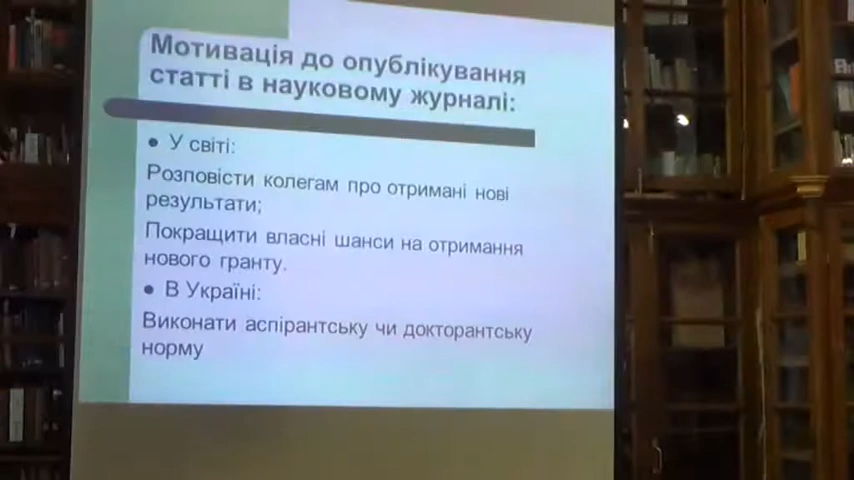 Мотивація до опублікування
статті в науковому журналі:
• У світі:
Розповісти колегам про отримані нові
результати;
Покращити власні шанси на отримання
нового гранту.
• В Україні:
Виконати аспірантську чи докторантську
норму